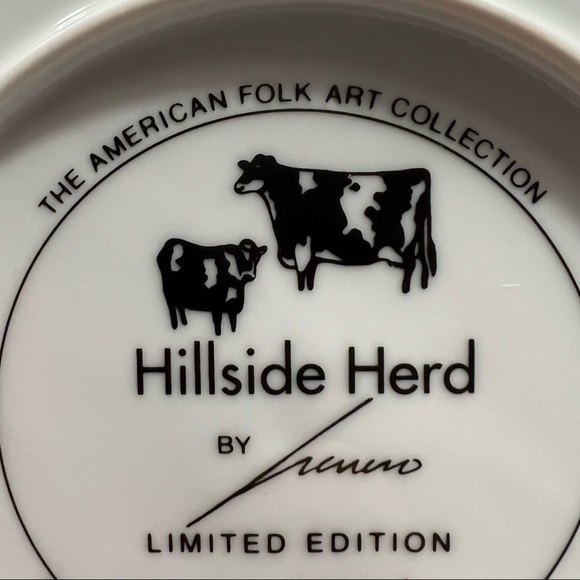 THE AMERICAN FOLK ART COLLECTION
Hillside Herd
BY
LIMITED EDITION